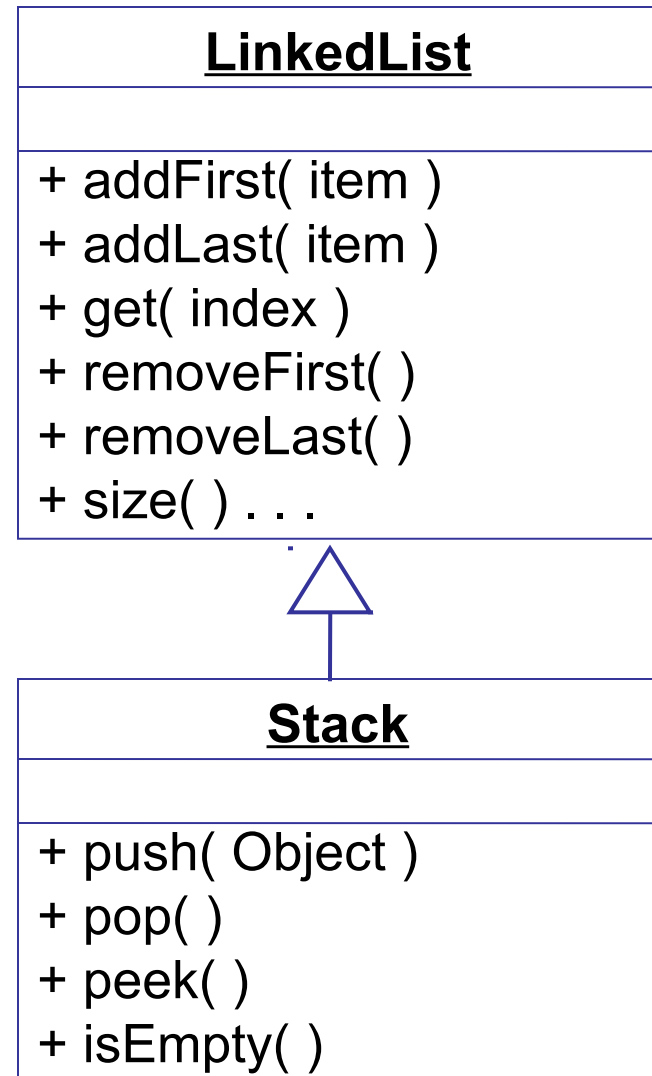 LinkedList
+ addFirst( item )
+ addLast( item )
+ get( index )
+ removeFirst( )
+ removeLast( )
+ size( ) . . .
Stack
+ push( Object )
+ pop( )
+ peek( )
+ isEmpty( )